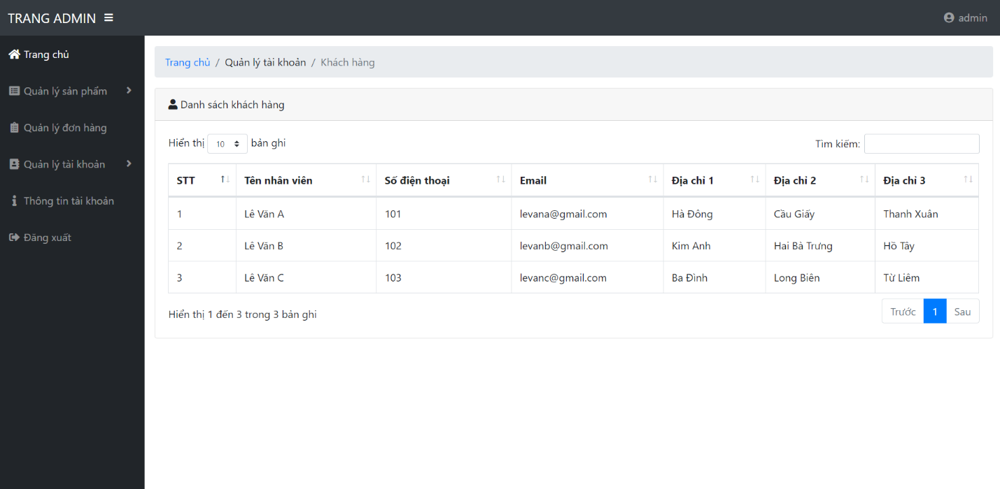 TRANG ADMIN
admin
Trang chủ
Quản lý sản phẩm
Quản lý đơn hàng
Quản lý tài khoản
Thông tin tài khoản
Đăng xuất
Trang chủ / Quản lý tài khoản / Khách hàng
Danh sách khách hàng
Hiển thị 10 bản ghi
Tìm kiếm:
STT Tên nhân viên Số điện thoại Email Địa chỉ 1 Địa chỉ 2 Địa chỉ 3
1 Lê Văn A 101 levana@gmail.com Hà Đông Cầu Giấy Thanh Xuân
2 Lê Văn B 102 levanb@gmail.com Kim Anh Hai Bà Trưng Hồ Tây
3 Lê Văn C 103 levanc@gmail.com Ba Đình Long Biên Từ Liêm
Hiển thị 1 đến 3 trong 3 bản ghi
Trước 1 Sau